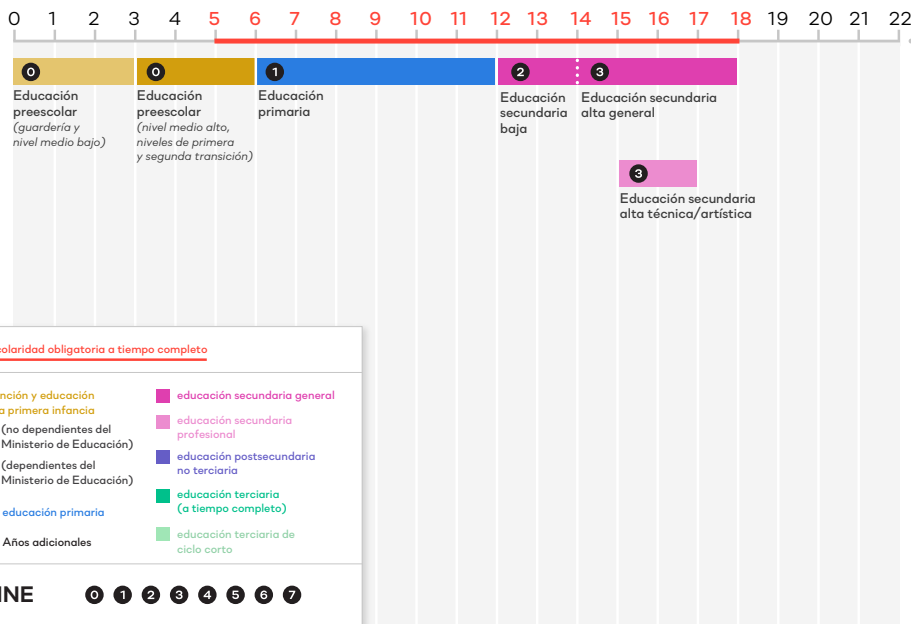 0 1 2 3 4 5 6 7 8 9 10 11 12 13 14 15 16 17 18 19 20 21 22
0
Educación
preescolar
(guardería y
nivel medio bajo)
0
Educación
preescolar
(nivel medio alto,
niveles de primera
y segunda transición)
1
Educación
primaria
2
Educación
secundaria
baja
3
Educación secundaria
alta general
3
Educación secundaria
alta técnica/artística
colaridad obligatoria a tiempo completo
nción y educación
a primera infancia
(no dependientes del
Ministerio de Educación)
(dependientes del
Ministerio de Educación)
educación primaria
Años adicionales
educación secundaria general
educación secundaria
profesional
educación postsecundaria
no terciaria
educación terciaria
(a tiempo completo)
educación terciaria de
ciclo corto
INE 0 1 2 3 4 5 6 7